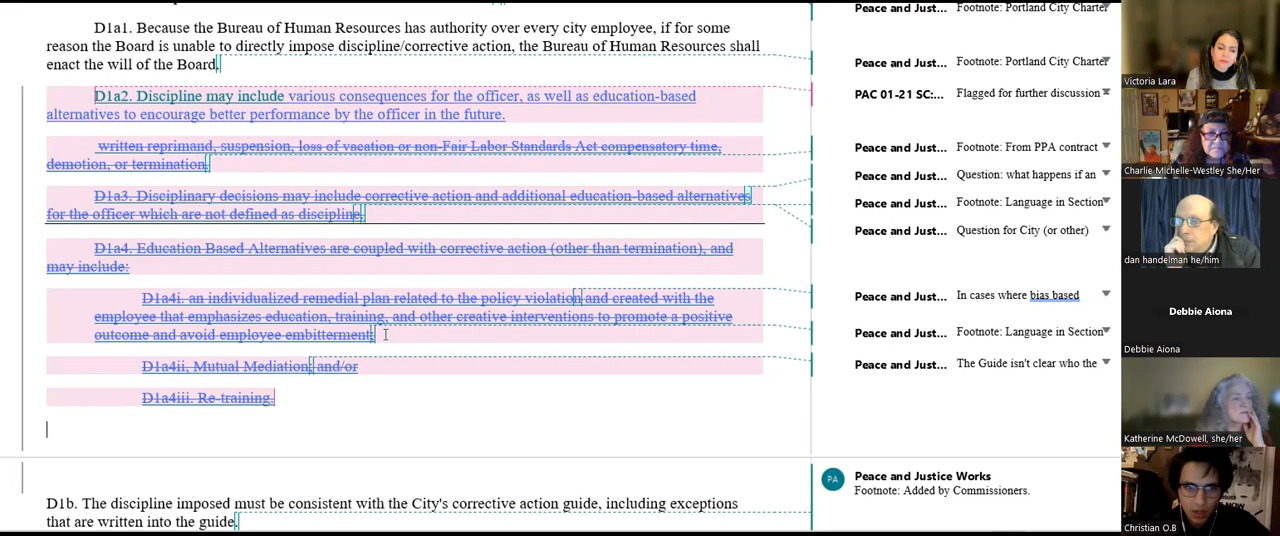 D1a1. Because the Bureau of Human Resources has authority over every city employee, if for some
reason the Board is unable to directly impose discipline/corrective action, the Bureau of Human Resources shall
enact the will of the Board.
D1a2. Discipline may include various consequences for the officer, as well as education-based
alternatives to encourage better performance by the officer in the future.
written reprimand, suspension, loss of vacation or non-Fair Labor Standards Act compensatory time,
demotion, or termination.
D1a3. Disciplinary decisions may include corrective action and additional education-based alternatives
for the officer which are not defined as discipline.
D1a4. Education Based Alternatives are coupled with corrective action (other than termination), and
may include:
D1a4i. an individualized remedial plan related to the policy violation and created with the
employee that emphasizes education, training, and other creative interventions to promote a positive
outcome and avoid employee embitterment;
D1a4ii, Mutual Mediation; and/or
D1a4iii. Re-training.
D1b. The discipline imposed must be consistent with the City's corrective action guide, including exceptions
that are written into the guide.
Peace and Just... Footnote: Portland City Charter
Peace and Just... Footnote: Portland City Charter
PAC 01-21 SC:... Flagged for further discussion
Peace and Just... Footnote: From PPA contract
Peace and Just... Question: what happens if an
Peace and Just... Footnote: Language in Section
Peace and Just... Question for City (or other)
Peace and Just... In cases where bias based
Peace and Just... Footnote: Language in Section
Peace and Just... The Guide isn't clear who the
PA
Peace and Justice Works
Footnote: Added by Commissioners.
Victoria Lara
Charlie Michelle-Westley She/Her
dan handelman he/him
Debbie Aiona
Debbie Aiona
Katherine McDowell, she/her
Christian O.B